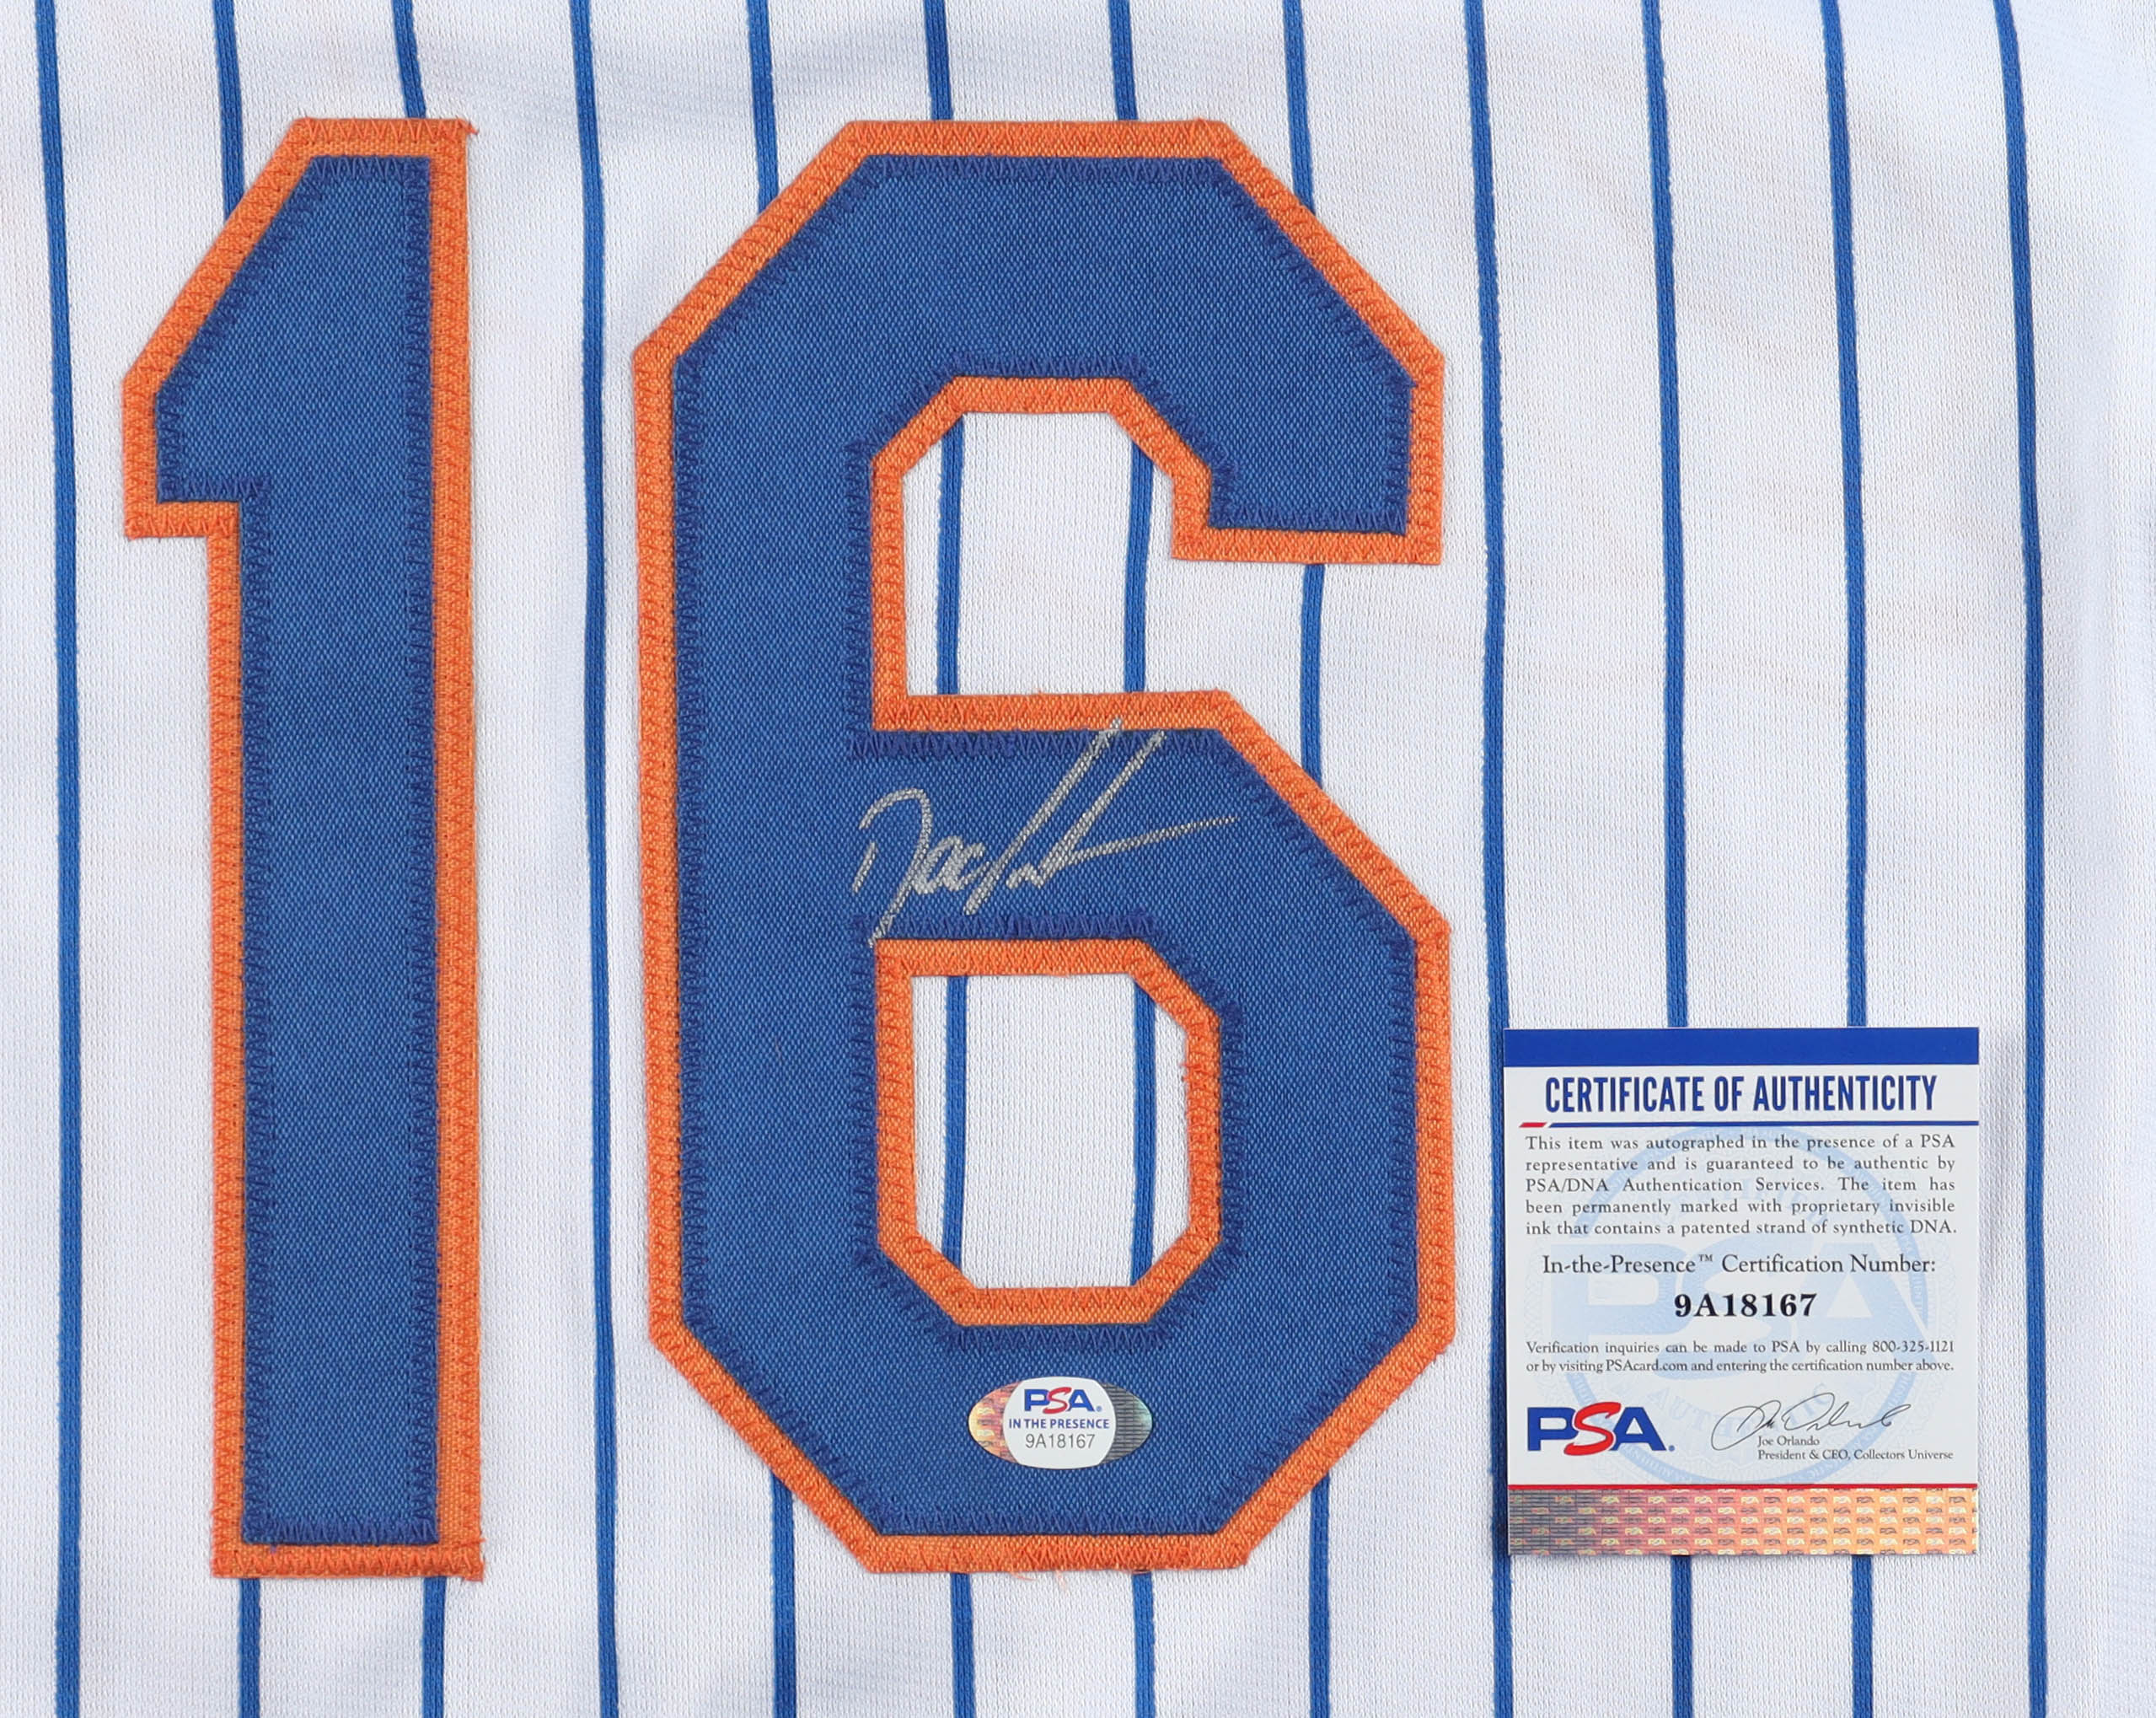 16
Doc
PSA
IN THE PRESENCE
9A18167
CERTIFICATE OF AUTHENTICITY
This item was autographed in the presence of a PSA
representative and is guaranteed to be authentic by
PSA/DNA Authentication Services. The item has
been permanently marked with proprietary invisible
ink that contains a patented strand of synthetic DNA.
In-the-Presence™ Certification Number:
9A18167
Verification inquiries can be made to PSA by calling 800-325-1121
or by visiting PSAcard.com and entering the certification number above.
PSA
Joe Orlando
President & CEO, Collectors Universe